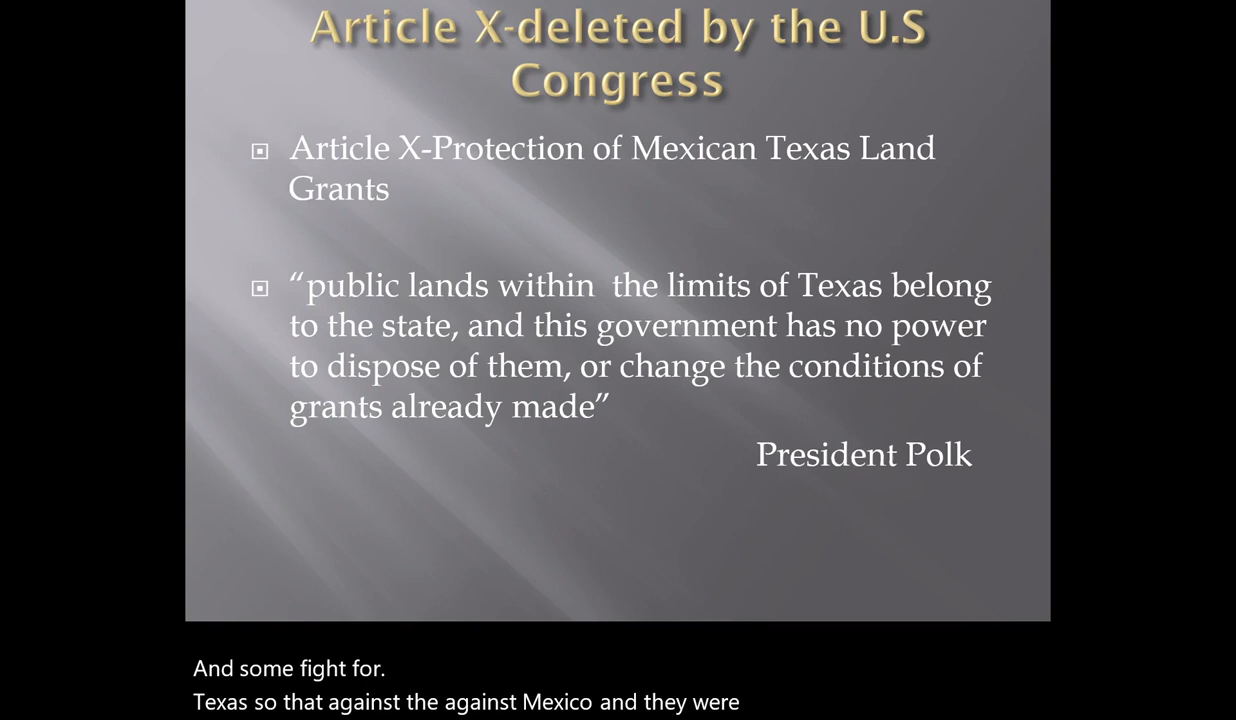 Article X-deleted by the U.S
Congress
Article X-Protection of Mexican Texas Land
Grants
“public lands within  the limits of Texas belong
to the state, and this government has no power
to dispose of them, or change the conditions of
grants already made”
President Polk
And some fight for.
Texas so that against the against Mexico and they were